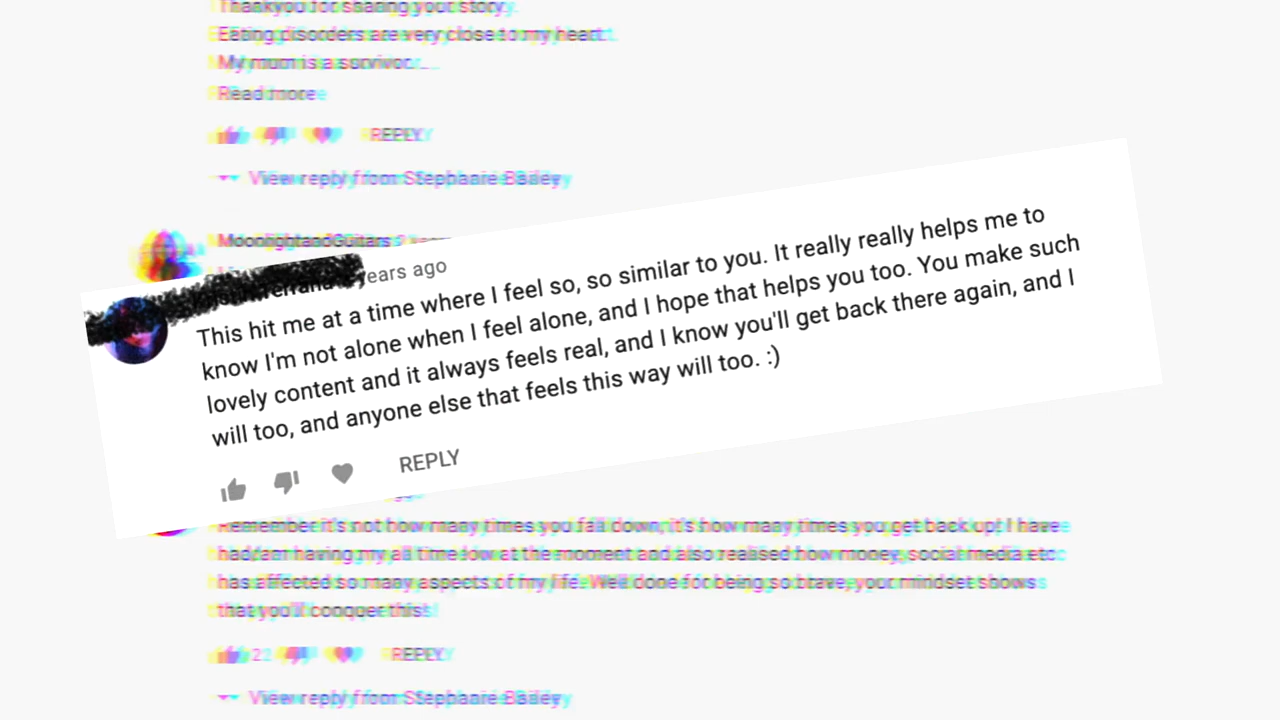 Thankyou for sharing your story.
Eating disorders are very close to my heart.
My mum is a survivor....
Read more
REPLY
View reply from Stephanie Bailey
MoonlightandGuitars
years ago
This hit me at a time where I feel so, so similar to you. It really really helps me to
know I'm not alone when I feel alone, and I hope that helps you too. You make such
lovely content and it always feels real, and I know you'll get back there again, and I
will too, and anyone else that feels this way will too. :)
REPLY
Remember it's not how many times you fall down, it's how many times you get back up! I have
had/am having my all time low at the moment and also realised how money, social media etc
has affected so many aspects of my life. Well done for being so brave, your mindset shows
that you'll conquer this!
22 REPLY
View reply from Stephanie Bailey